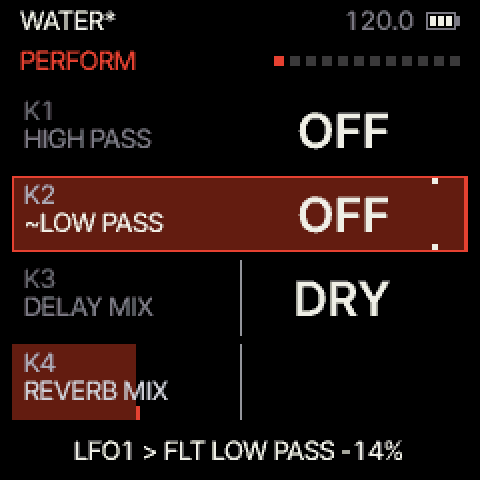 WATER* 120.0
PERFORM
K1
HIGH PASS OFF
K2
~LOW PASS OFF
K3
DELAY MIX DRY
K4
REVERB MIX
LFO1 > FLT LOW PASS -14%